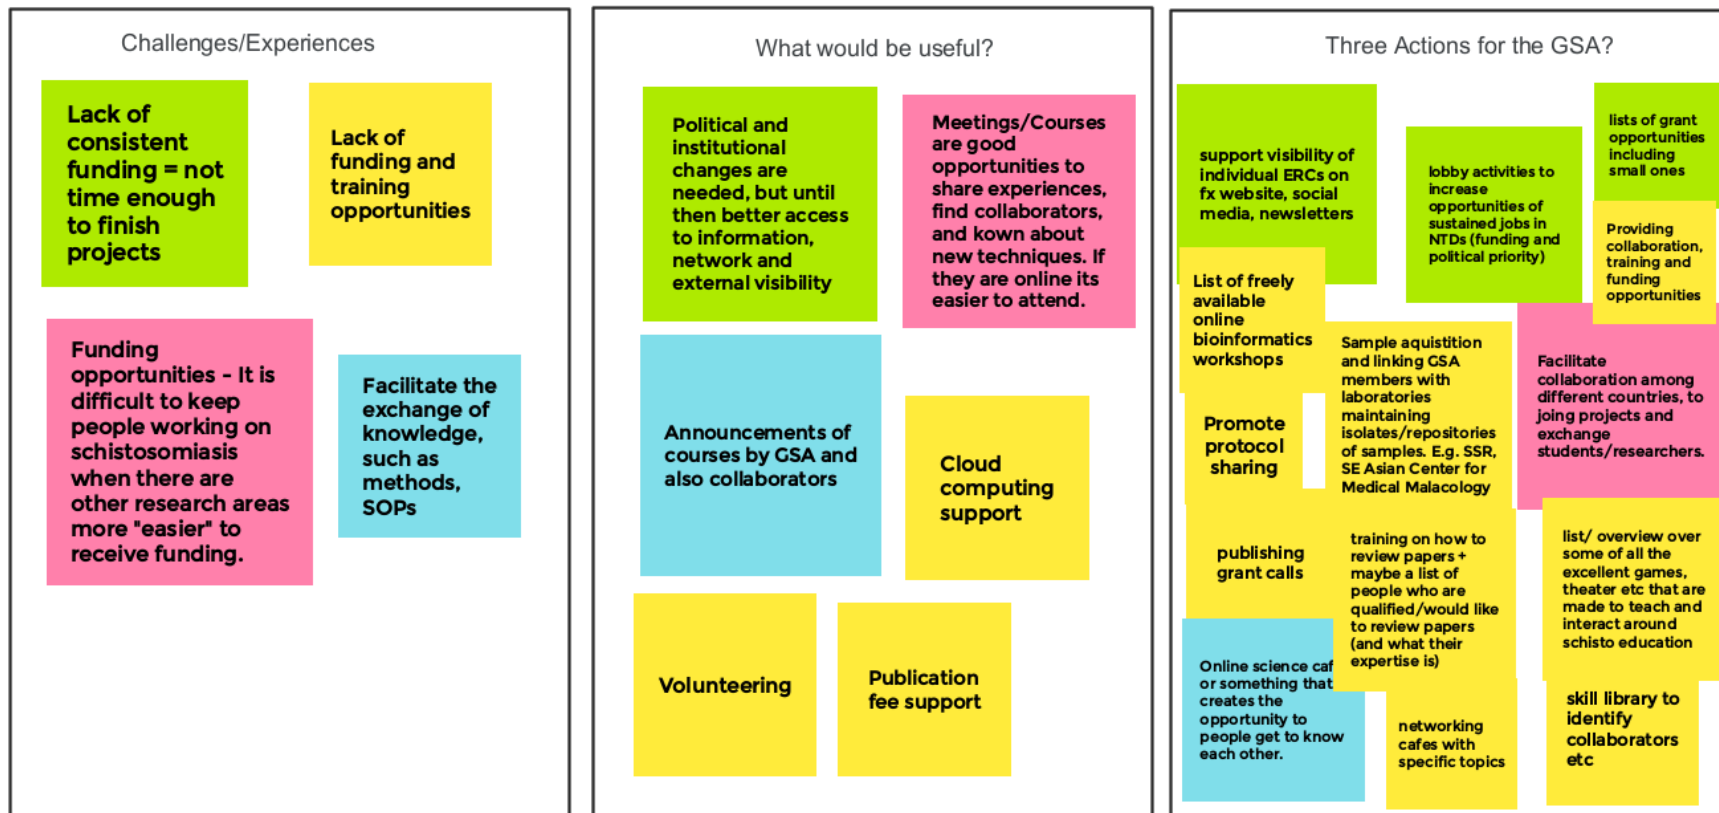 Challenges/Experiences
Lack of
consistent
funding = not
time enough
to finish
projects
Lack of
funding and
training
opportunities
Funding
opportunities - It is
difficult to keep
people working on
schistosomiasis
when there are
other research areas
more "easier" to
receive funding.
Facilitate the
exchange of
knowledge,
such as
methods,
SOPs
What would be useful?
Political and
institutional
changes are
needed, but until
then better access
to information,
network and
external visibility
Meetings/Courses
are good
opportunities to
share experiences,
find collaborators,
and kown about
new techniques. If
they are online its
easier to attend.
Announcements of
courses by GSA and
also collaborators
Cloud
computing
support
Volunteering
Publication
fee support
Three Actions for the GSA?
support visibility of
individual ERCs on
fx website, social
media, newsletters
lobby activities to
increase
opportunities of
sustained jobs in
NTDs (funding and
political priority)
lists of grant
opportunities
including
small ones
Providing
collaboration,
training and
funding
opportunities
List of freely
available
online
bioinformatics
workshops
Sample aquistition
and linking GSA
members with
laboratories
maintaining
isolates/repositories
of samples. E.g. SSR,
SE Asian Center for
Medical Malacology
Facilitate
collaboration among
different countries, to
joing projects and
exchange
students/researchers.
Promote
protocol
sharing
publishing
grant calls
training on how to
review papers +
maybe a list of
people who are
qualified/would like
to review papers
(and what their
expertise is)
list/ overview over
some of all the
excellent games,
theater etc that are
made to teach and
interact around
schisto education
Online science caf
or something that
creates the
opportunity to
people get to know
each other.
networking
cafes with
specific topics
skill library to
identify
collaborators
etc